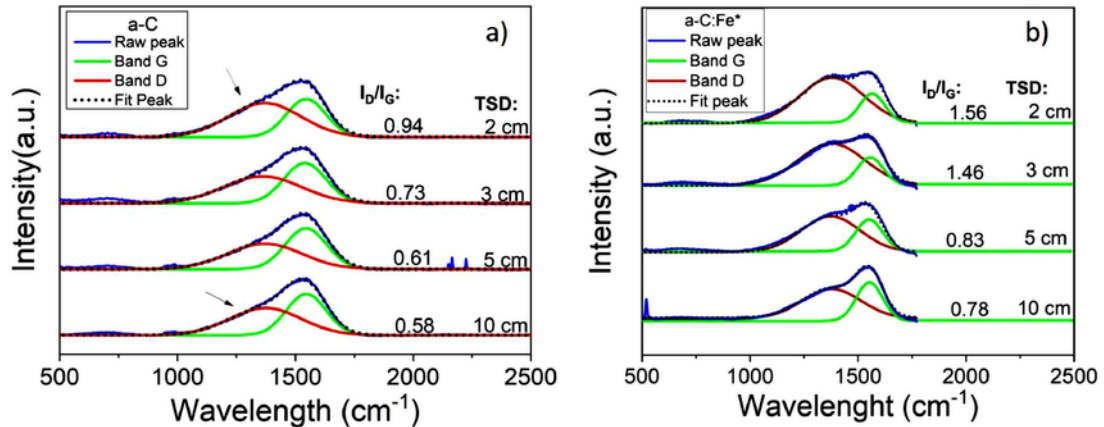 a-C
Raw peak
Band G
Band D
Fit Peak
a)
I_D/I_G:
TSD:
0.94
2 cm
0.73
3 cm
0.61
5 cm
0.58
10 cm
Intensity(a.u.)
500
1000
1500
2000
2500
Wavelength (cm⁻¹)
a-C:Fe*
Raw peak
Band G
Band D
Fit peak
b)
I_D/I_G:
TSD:
1.56
2 cm
1.46
3 cm
0.83
5 cm
0.78
10 cm
Intensity (a.u.)
500
1000
1500
2000
2500
Wavelenght (cm⁻¹)